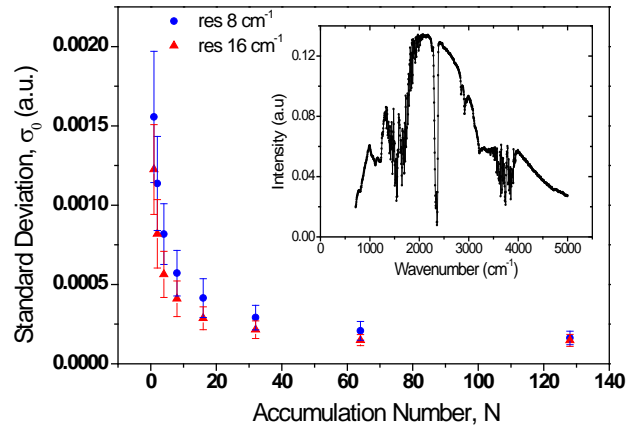 res 8 cm⁻¹
res 16 cm⁻¹
0.0020
0.0015
0.0010
0.0005
0.0000
Standard Deviation, σ₀ (a.u.)
0 20 40 60 80 100 120 140
Accumulation Number, N
0.12
0.08
0.04
0.00
Intensity (a.u)
0 1000 2000 3000 4000 5000
Wavenumber (cm⁻¹)